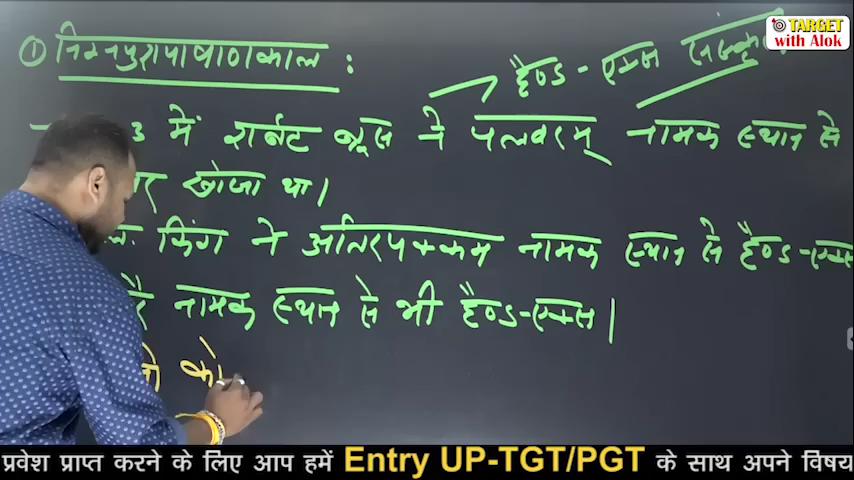 TARGET
with Alok
① निम्नपुरापाषाणकाल :
हैण्ड-एक्स संस्कृ
3 में रार्बट ब्रूस ने पल्लवरम् नामक स्थान से
खोजा था।
किंग ने अतिरपक्कम नामक स्थान से हैण्ड-एक्स
नामक स्थान से भी हैण्ड-एक्स।
को
प्रवेश प्राप्त करने के लिए आप हमें Entry UP-TGT/PGT के साथ अपने विषय